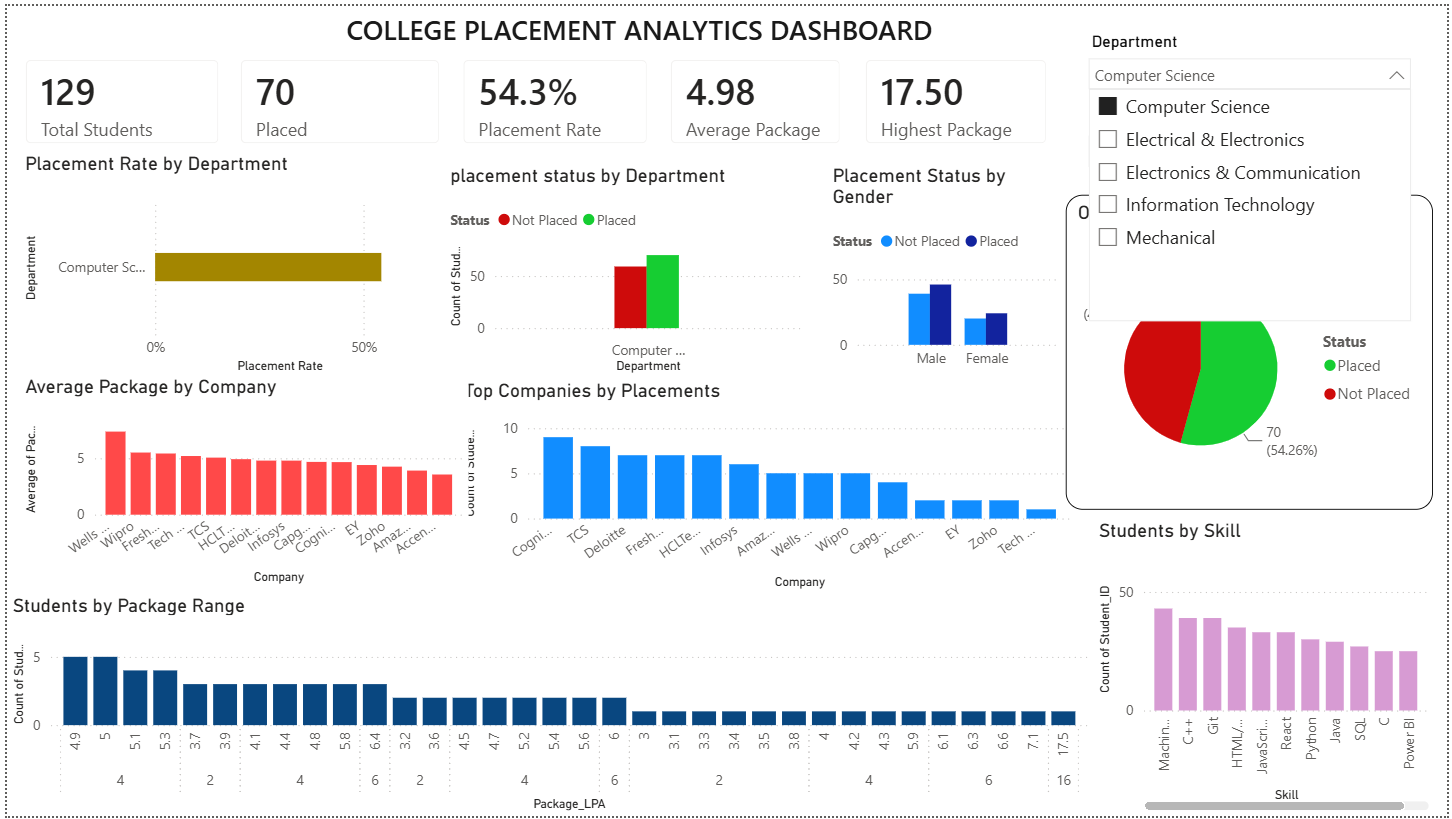 COLLEGE PLACEMENT ANALYTICS DASHBOARD
129
Total Students
70
Placed
54.3%
Placement Rate
4.98
Average Package
17.50
Highest Package
Department
Computer Science
Computer Science
Electrical & Electronics
Electronics & Communication
Information Technology
Mechanical
Placement Rate by Department
Department
Computer Sc...
0%
50%
Placement Rate
placement status by Department
Status
Not Placed
Placed
Count of Stud...
50
0
Computer ...
Department
Placement Status by
Gender
Status
Not Placed
Placed
50
0
Male
Female
O
Status
Placed
Not Placed
70
(54.26%)
Average Package by Company
Average of Pac...
5
0
Wells ...
Wipro
Fresh...
Tech ...
TCS
HCLT...
Deloit...
Infosys
Capg...
Cogni...
EY
Zoho
Amaz...
Accen...
Company
Top Companies by Placements
Count of Stude...
10
5
0
Cogni...
TCS
Deloitte
Fresh...
HCLTe...
Infosys
Amaz...
Wells ...
Wipro
Capg...
Accen...
EY
Zoho
Tech ...
Company
Students by Skill
Count of Student_ID
50
0
Machin...
C++
Git
HTML/...
JavaScri...
React
Python
Java
SQL
C
Power BI
Skill
Students by Package Range
Count of Stud...
5
0
4.9
5
5.1
5.3
3.7
3.9
4.1
4.4
4.8
5.8
6.4
3.2
3.6
4.5
4.7
5.2
5.4
5.6
6
3
3.1
3.3
3.4
3.5
3.8
4
4.2
4.3
5.9
6.1
6.3
6.6
7.1
17.5
4
2
4
6
2
4
6
2
4
6
16
Package_LPA